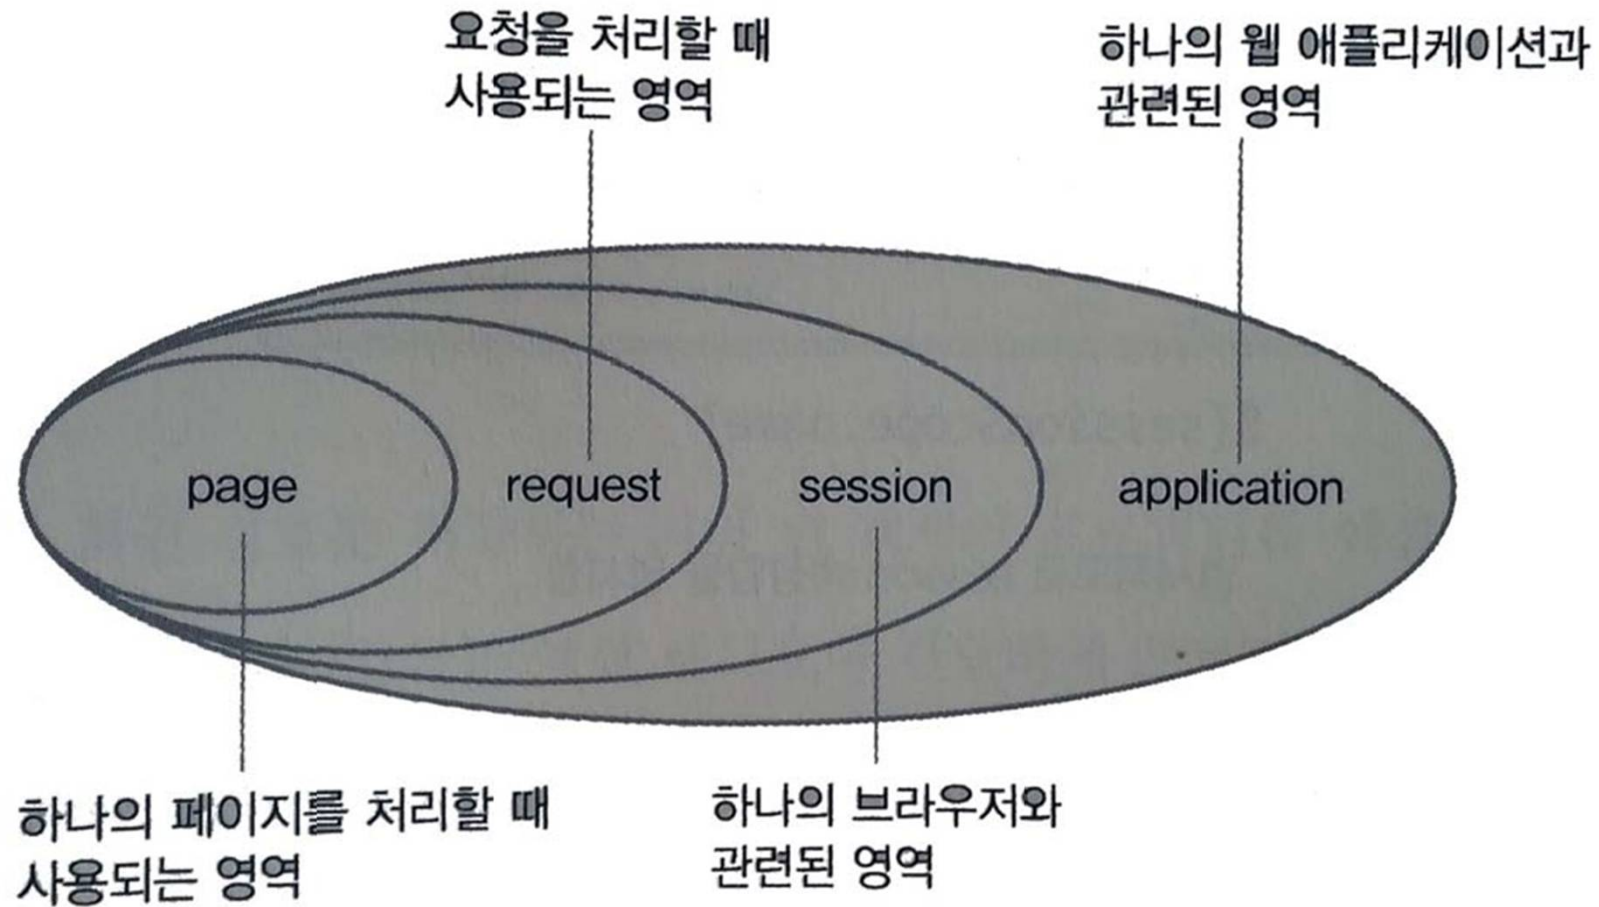 요청을 처리할 때
사용되는 영역
하나의 웹 애플리케이션과
관련된 영역
page
request
session
application
하나의 페이지를 처리할 때
사용되는 영역
하나의 브라우저와
관련된 영역